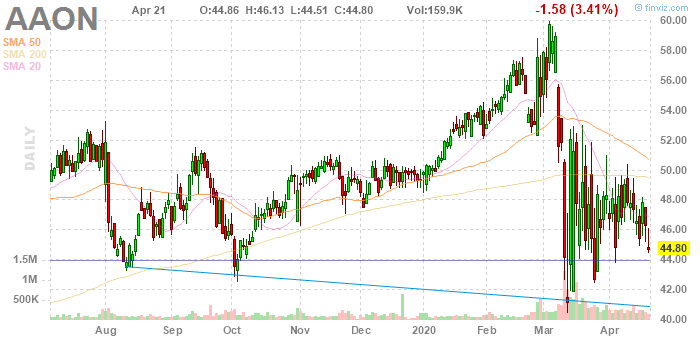 © finviz.com
AAON
Apr 21 O:44.86 H:46.13 L:44.51 C:44.80 Vol:159.9K -1.58 (3.41%)
SMA 50
SMA 200
SMA 20
DAILY
60.00
58.00
56.00
54.00
52.00
50.00
48.00
46.00
44.80
44.00
42.00
40.00
1.5M
1M
500K
Aug Sep Oct Nov Dec 2020 Feb Mar Apr